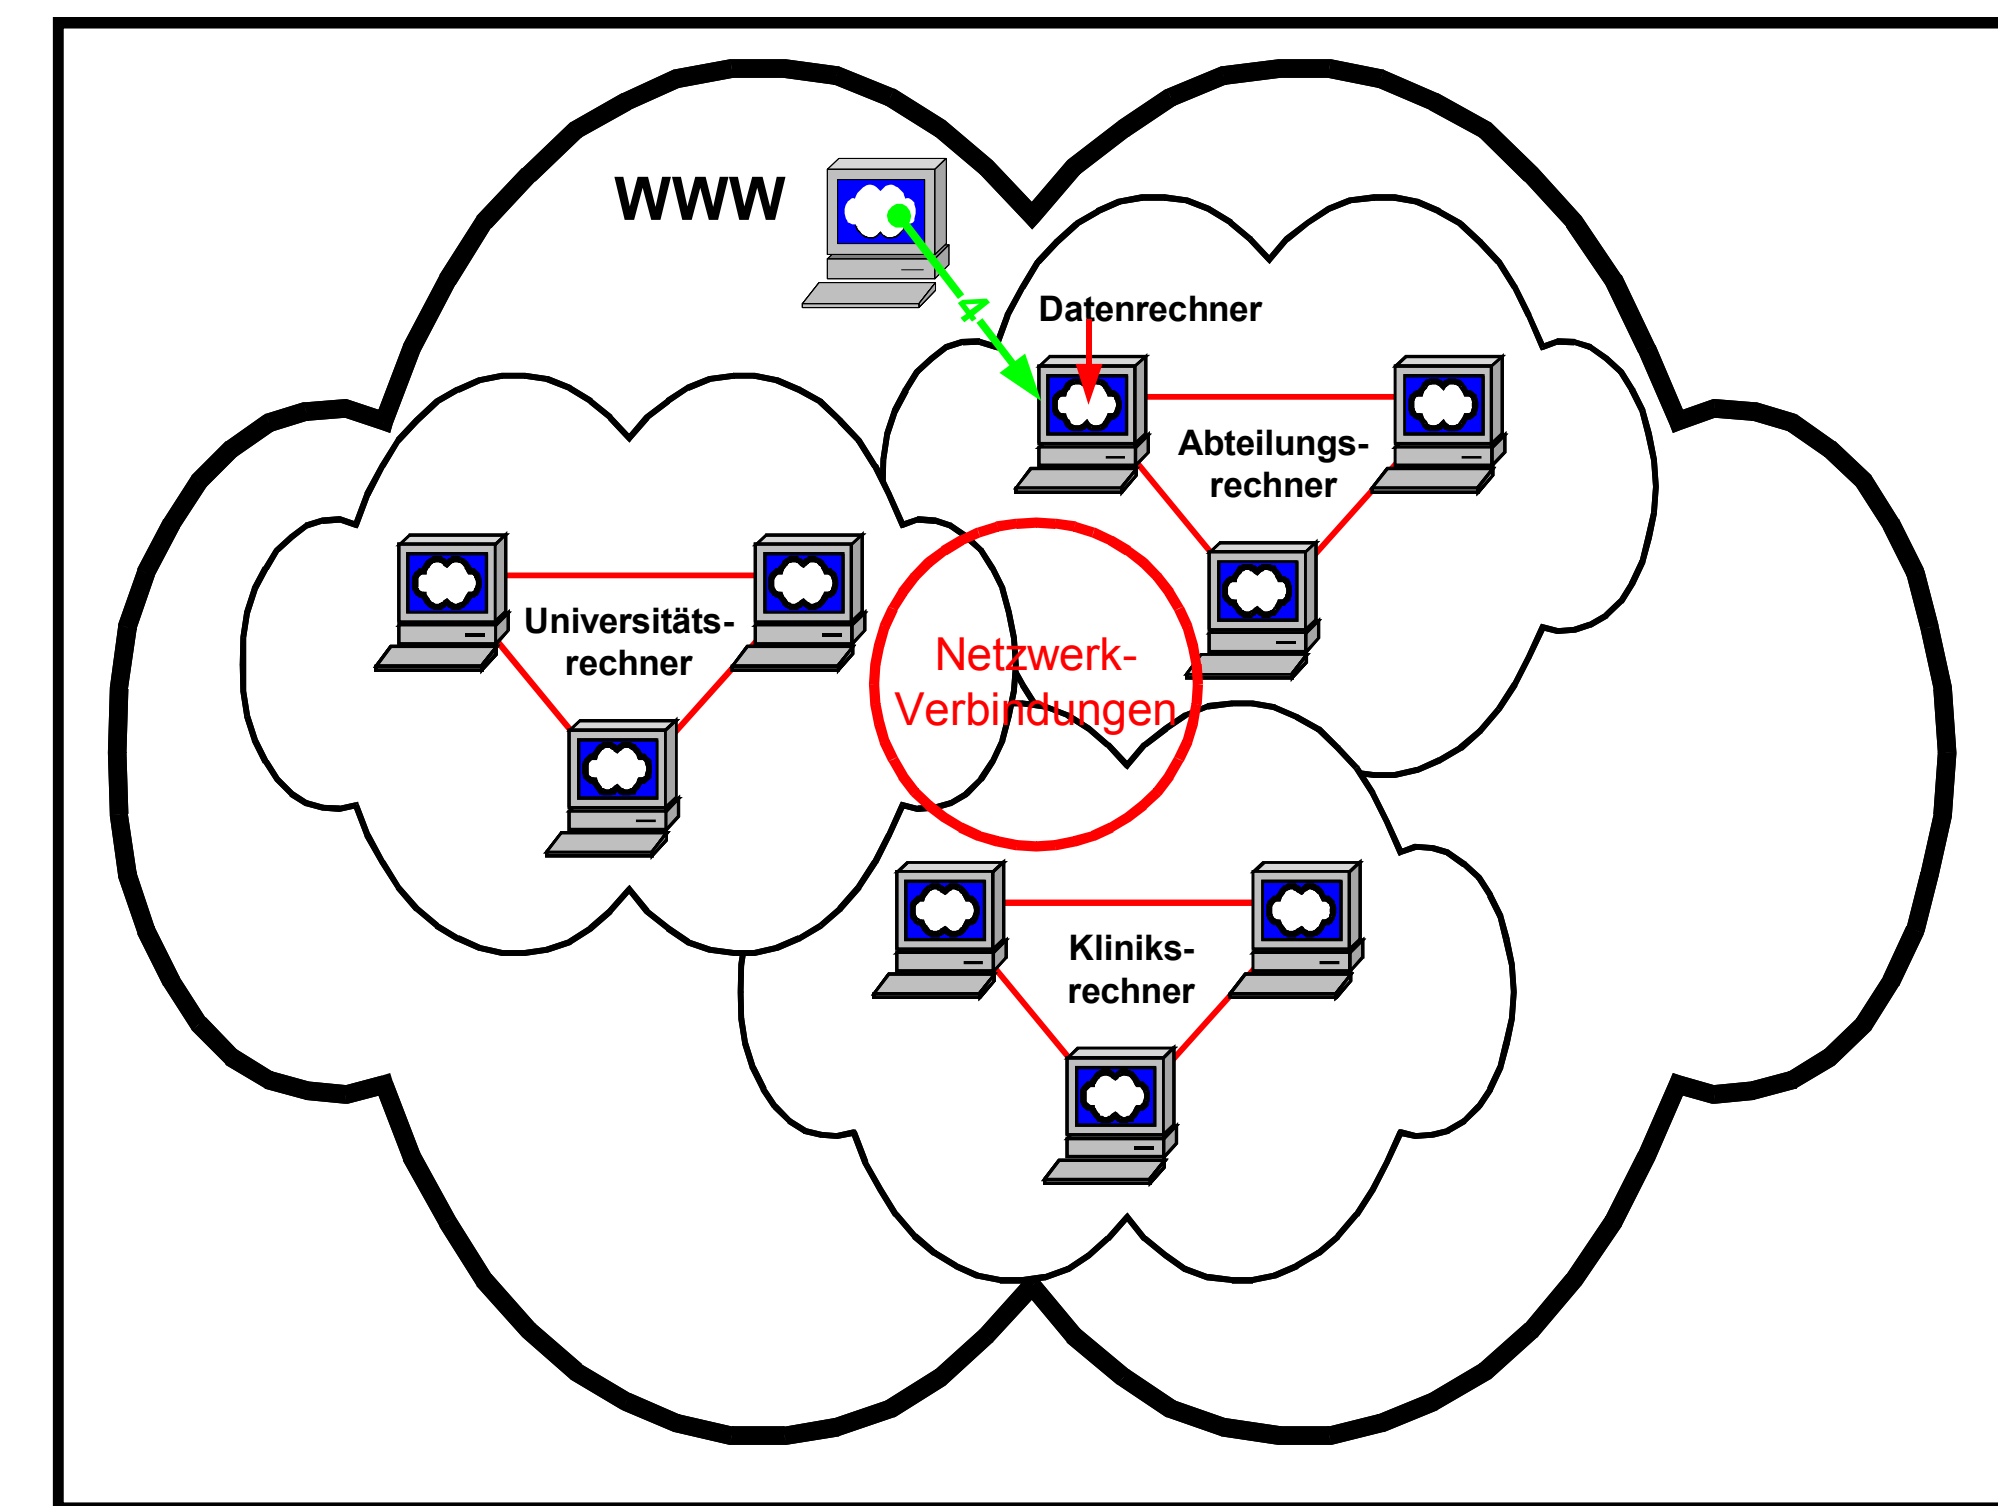 WWW
4
Datenrechner
Abteilungs-
rechner
Universitäts-
rechner
Netzwerk-
Verbindungen
Kliniks-
rechner